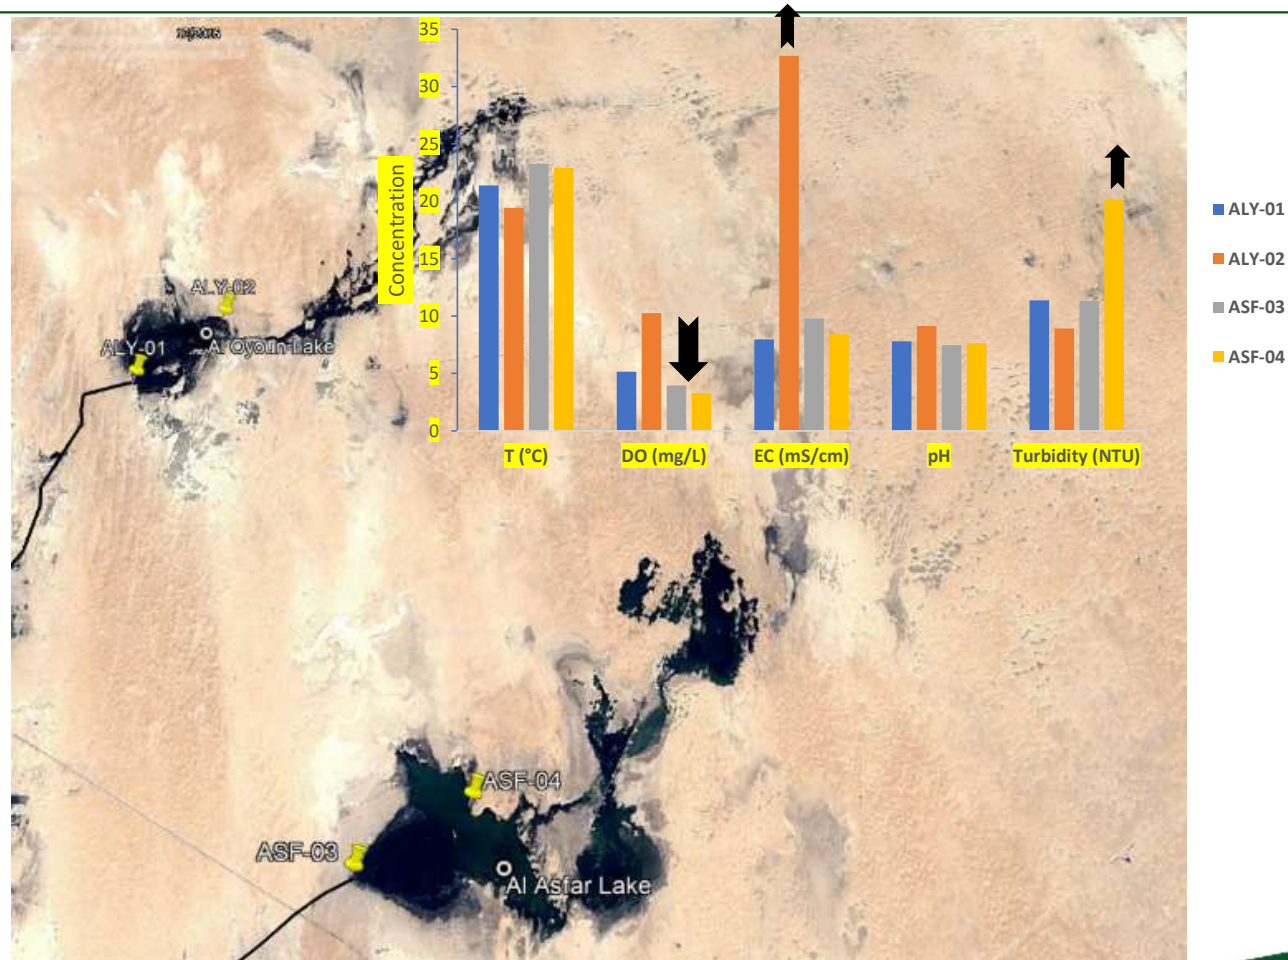 35
30
25
20
15
10
5
0
Concentration
T (°C)
DO (mg/L)
EC (mS/cm)
pH
Turbidity (NTU)
ALY-01
ALY-02
ASF-03
ASF-04
ALY-02
Al Oyoun Lake
ALY-01
ASF-04
ASF-03
Al Asfar Lake